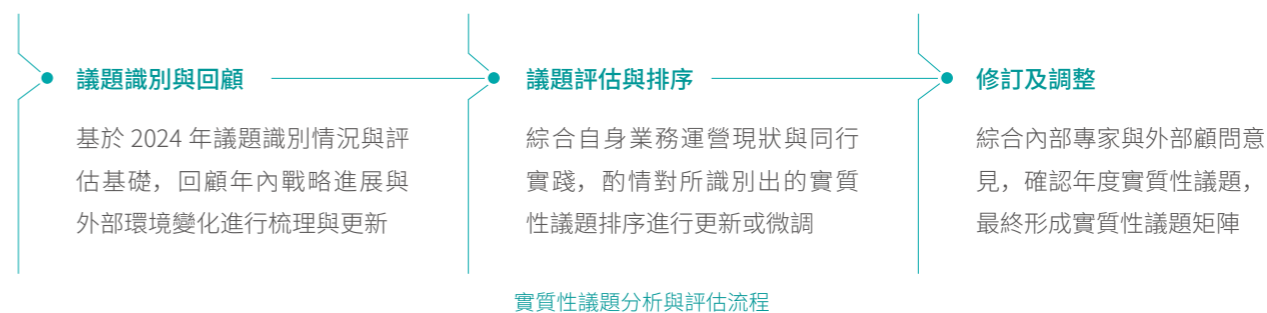 議題識別與回顧
基於 2024 年議題識別情況與評
估基礎，回顧年內戰略進展與
外部環境變化進行梳理與更新
議題評估與排序
綜合自身業務運營現狀與同行
實踐，酌情對所識別出的實質
性議題排序進行更新或微調
修訂及調整
綜合內部專家與外部顧問意
見，確認年度實質性議題，
最終形成實質性議題矩陣
實質性議題分析與評估流程